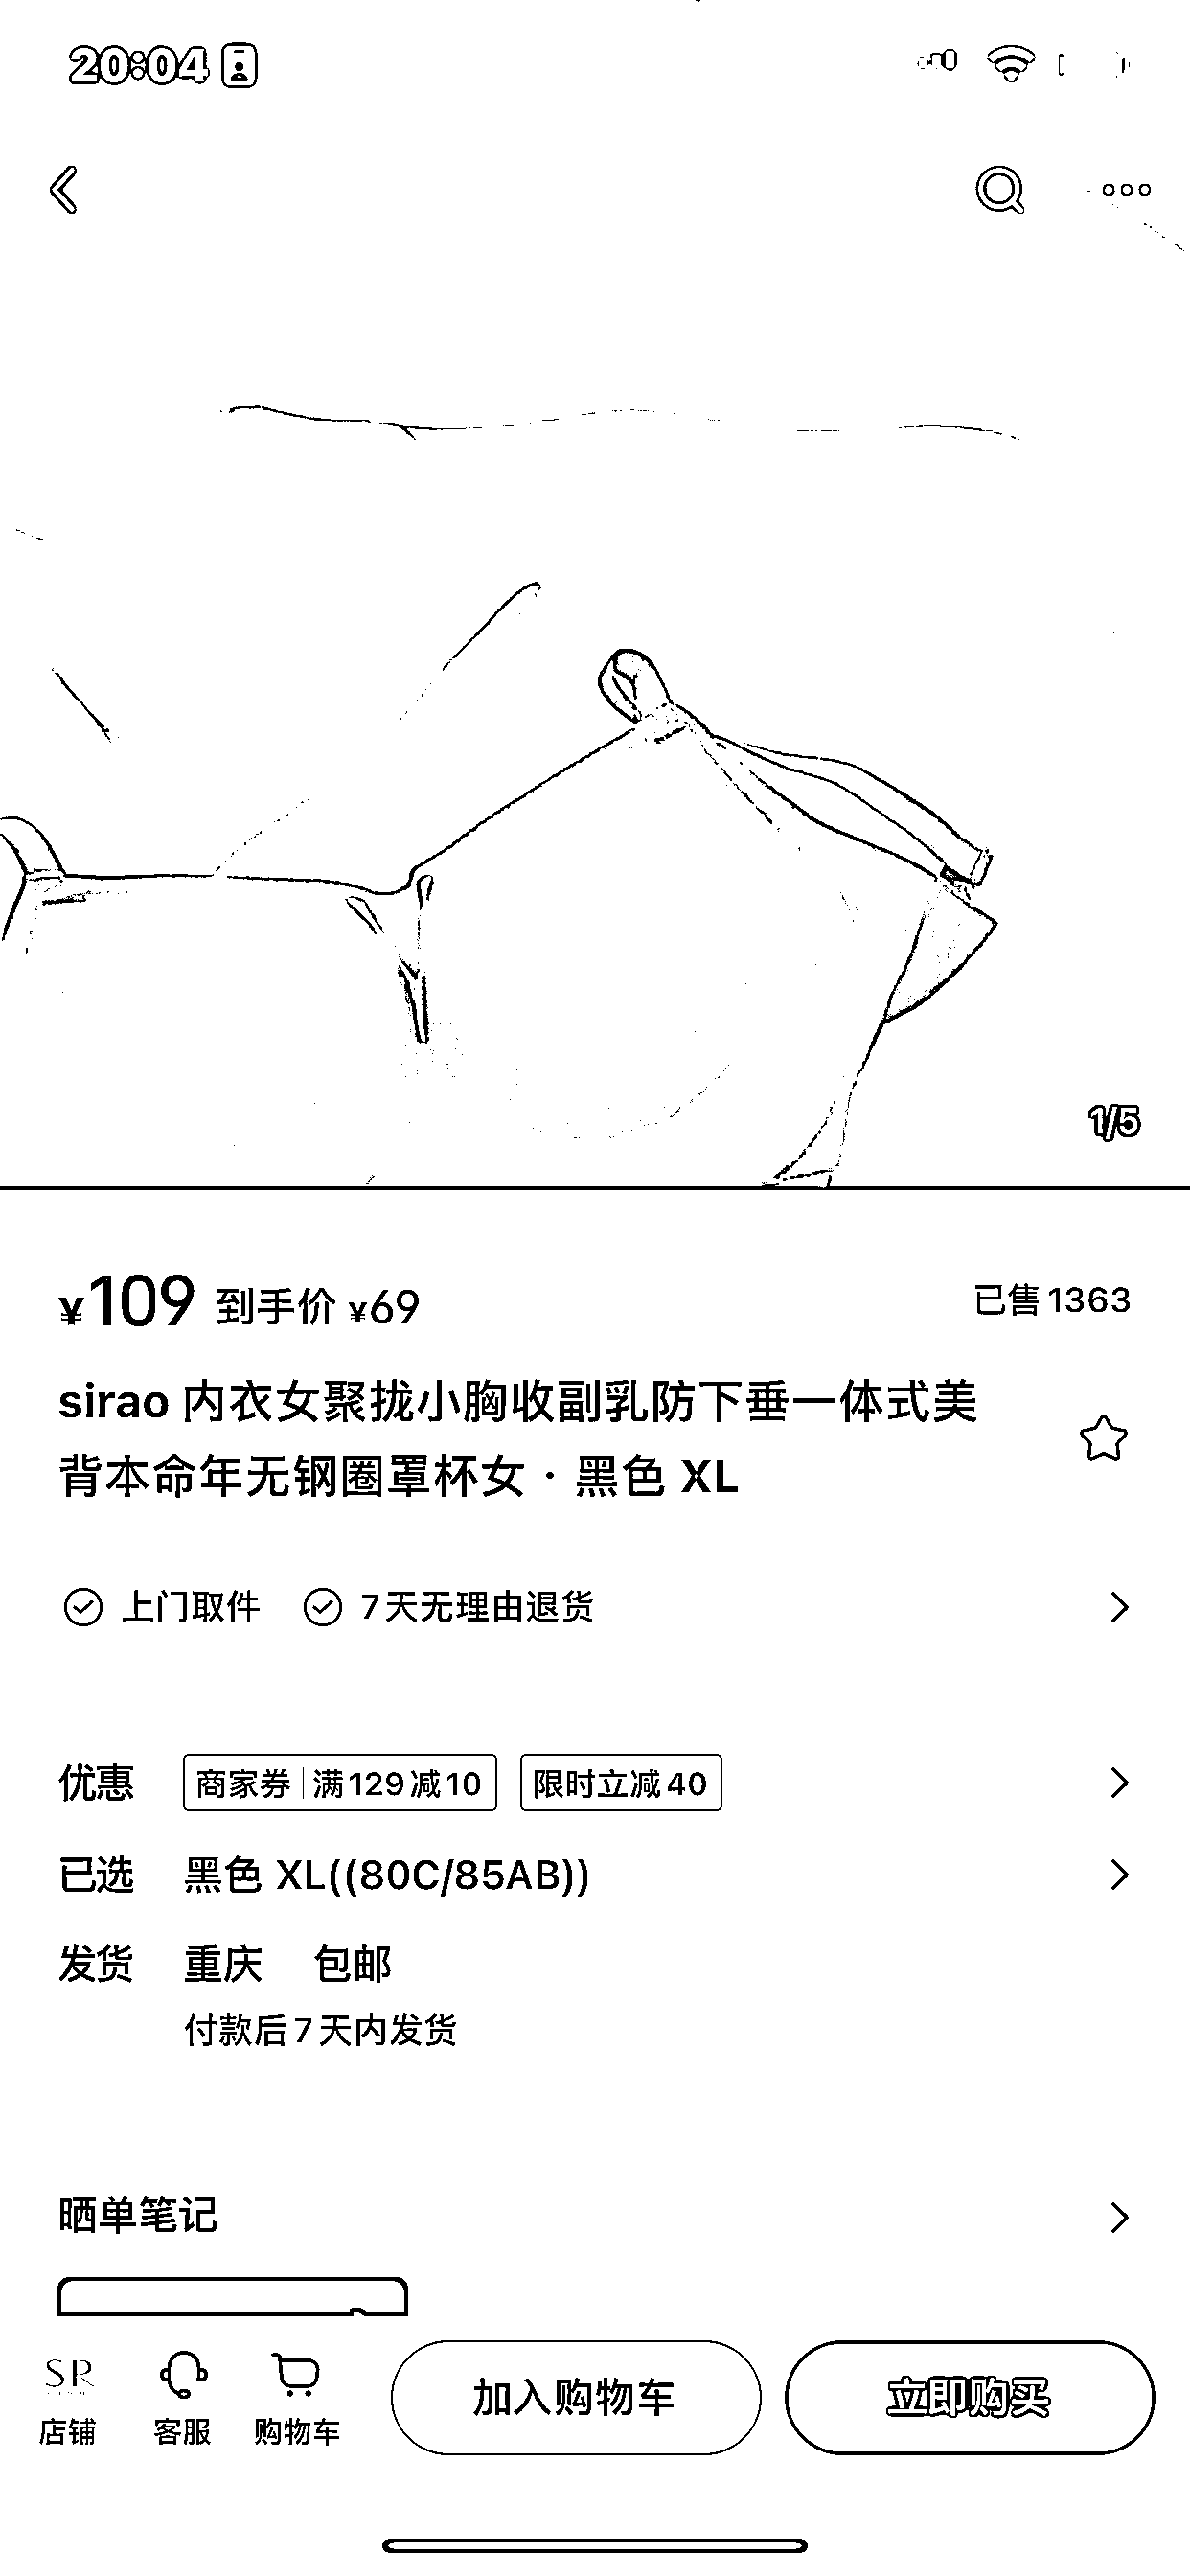 20:04
1/5
¥109 到手价 ¥69
已售1363
sirao 内衣女聚拢小胸收副乳防下垂一体式美
背本命年无钢圈罩杯女 · 黑色 XL
上门取件 7天无理由退货
优惠 商家券|满129减10 限时立减40
已选 黑色 XL((80C/85AB))
发货 重庆 包邮
付款后7天内发货
晒单笔记
SR
店铺 客服 购物车 加入购物车 立即购买